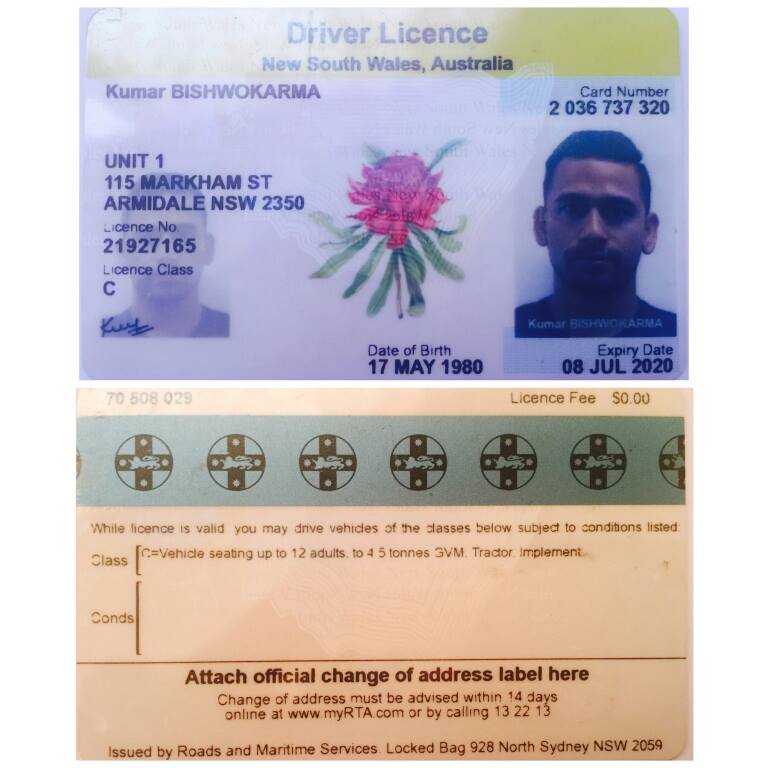 Driver Licence
New South Wales, Australia
Kumar BISHWOKARMA
Card Number
2 036 737 320
UNIT 1
115 MARKHAM ST
ARMIDALE NSW 2350
Licence No.
21927165
Licence Class
C
Kumar BISHWOKARMA
Date of Birth
17 MAY 1980
Expiry Date
08 JUL 2020
70 508 029
Licence Fee $0.00
While licence is valid you may drive vehicles of the classes below subject to conditions listed:
Class
C=Vehicle seating up to 12 adults, to 4.5 tonnes GVM. Tractor. Implement.
Conds
Attach official change of address label here
Change of address must be advised within 14 days
online at www.myRTA.com or by calling 13 22 13
Issued by Roads and Maritime Services. Locked Bag 928 North Sydney NSW 2059